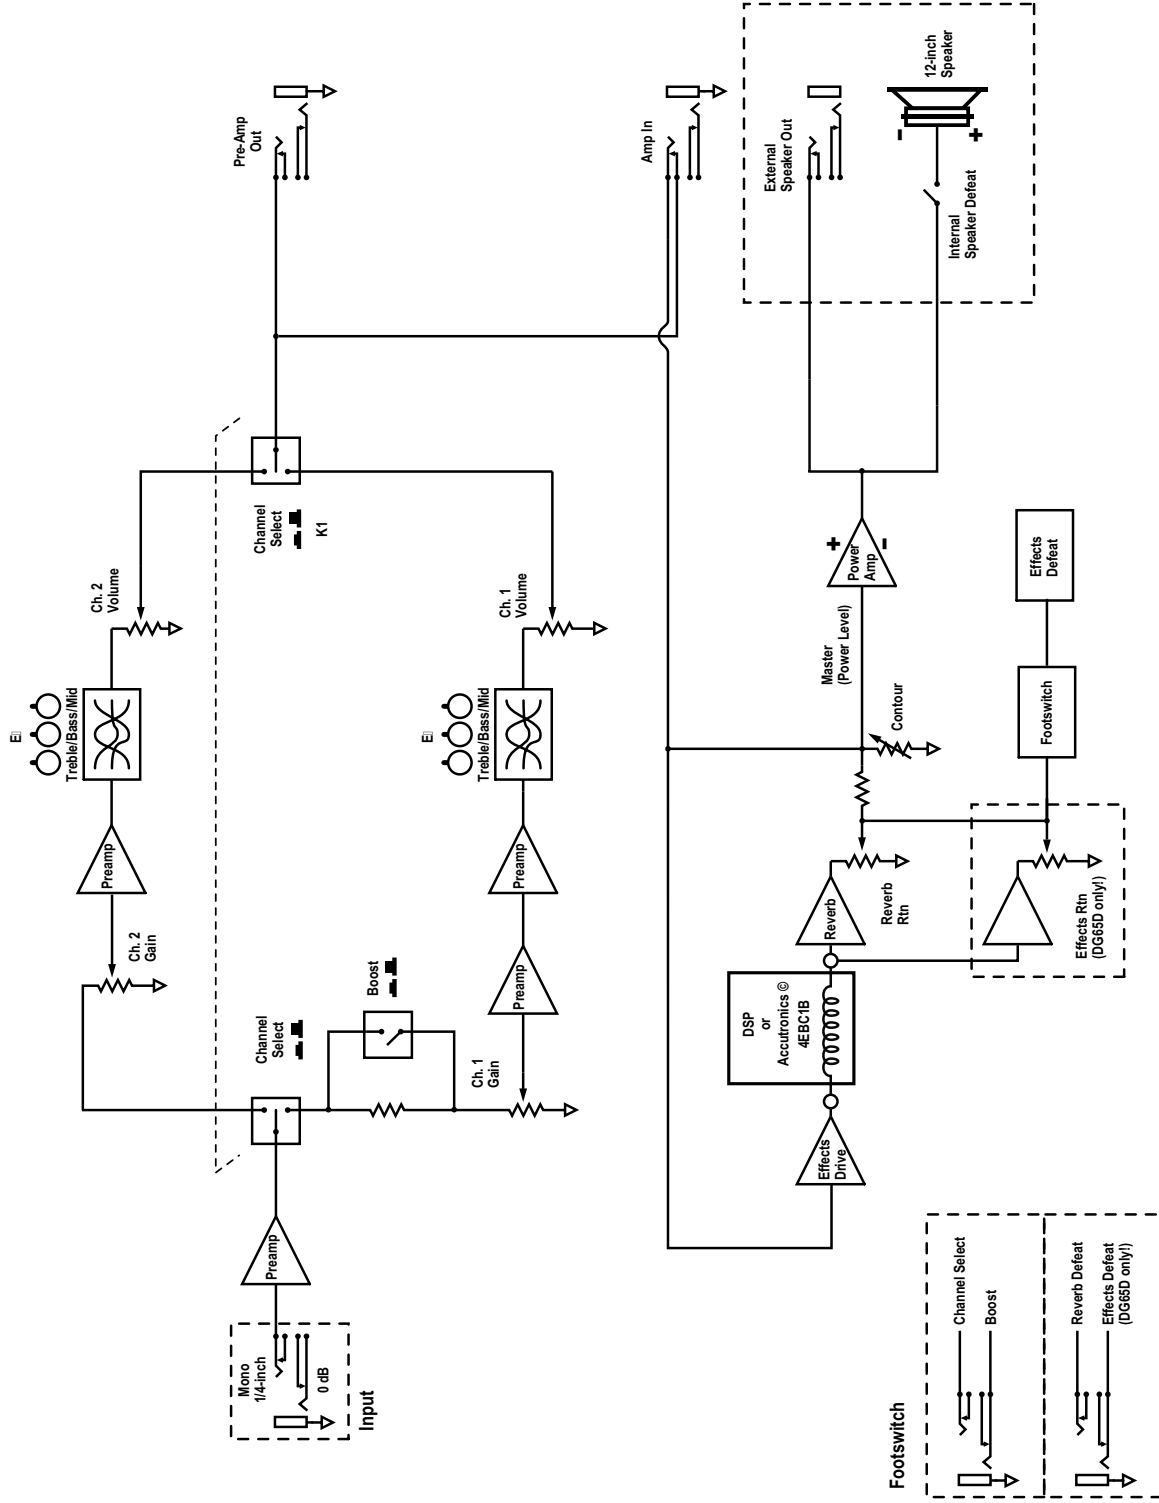 Mono
1/4-inch
0 dB
Input
Preamp
Channel
Select
Ch. 2
Gain
Preamp
Treble/Bass/Mid
Ch. 2
Volume
Boost
Ch. 1
Gain
Preamp
Preamp
Treble/Bass/Mid
Ch. 1
Volume
Channel
Select
K1
Pre-Amp
Out
Amp In
Effects
Drive
DSP
or
Accutronics ©
4EBC1B
Reverb
Reverb
Rtn
Effects Rtn
(DG65D only!)
Contour
Master
(Power Level)
Power
Amp
+
-
Footswitch
Effects
Defeat
External
Speaker Out
Internal
Speaker Defeat
12-inch
Speaker
-
+
Footswitch
Channel Select
Boost
Reverb Defeat
Effects Defeat
(DG65D only!)